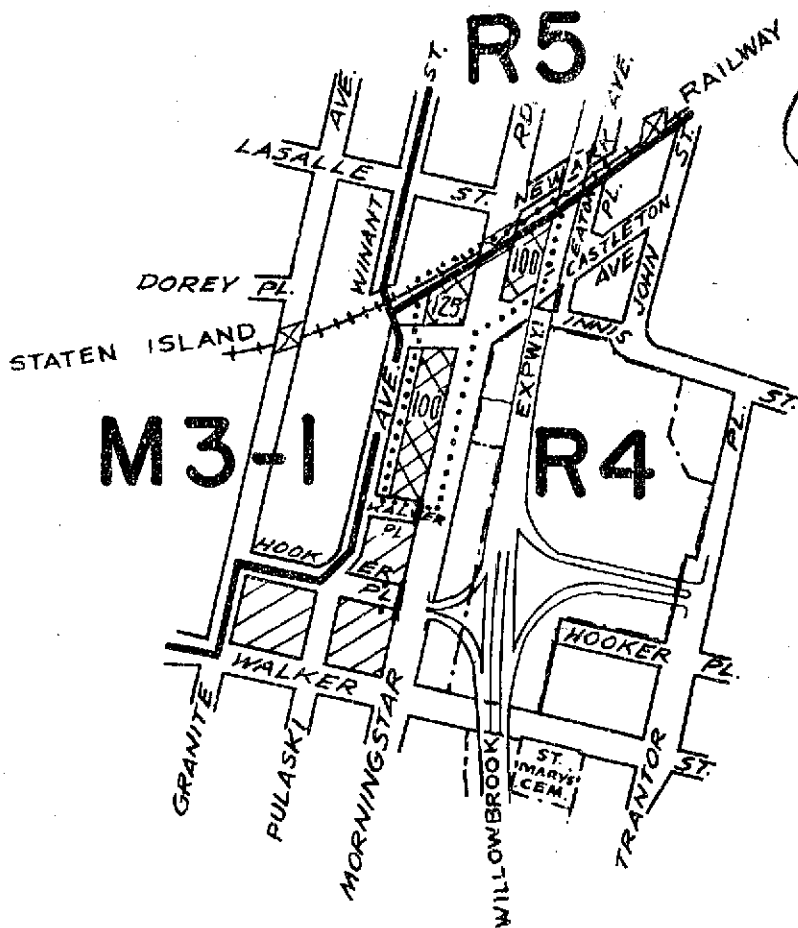 R5
AVE.
ST.
RD.
AVE.
RAILWAY
LASALLE ST.
NEWARK
ST.
WINANT
EATON PL.
CASTLETON AVE.
100
125
DOREY PL.
JOHN
INNIS ST.
STATEN ISLAND
EXPWY.
AVE.
100
PL.
M3-1
R4
WALKER
PL
HOOK ER
PL.
HOOKER PL.
WALKER ST.
GRANITE
PULASKI
MORNINGSTAR
WILLOWBROOK
ST. MARY'S CEM.
TRANTOR